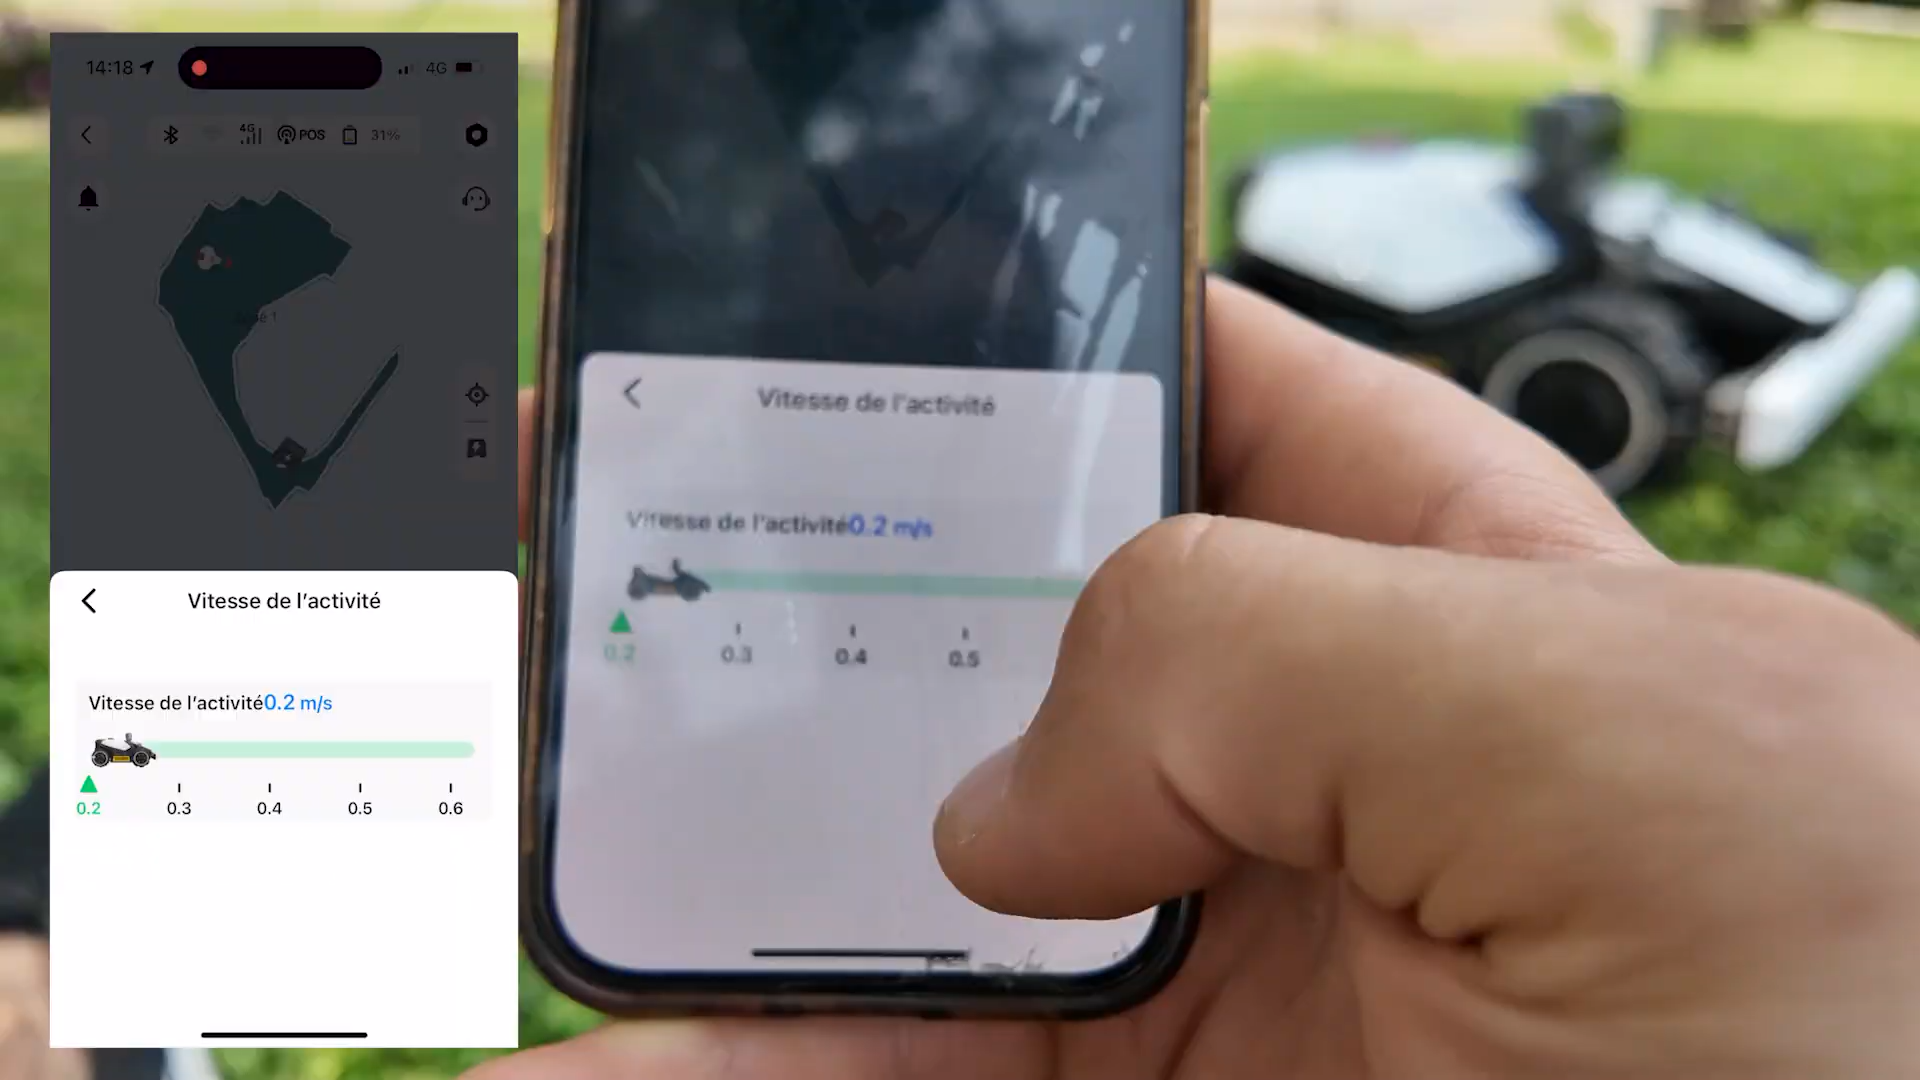 14:18
4G
4G POS 31%
Vitesse de l'activité
Vitesse de l'activité0.2 m/s
0.2 0.3 0.4 0.5 0.6
Vitesse de l'activité
Vitesse de l'activité0.2 m/s
0.2 0.3 0.4 0.5